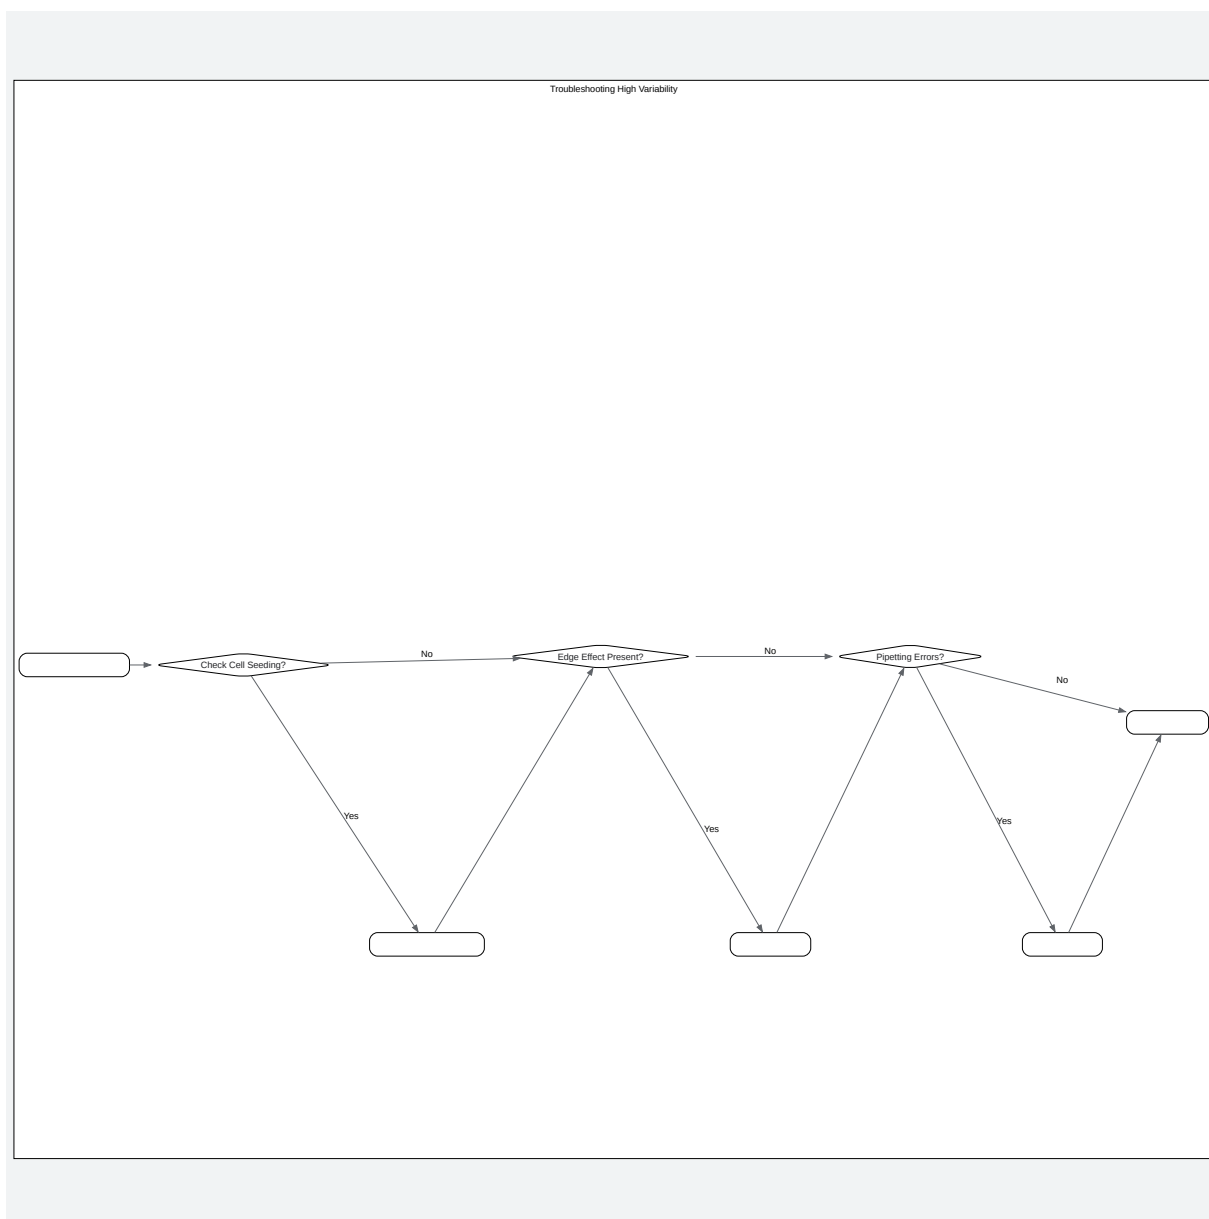 Troubleshooting High Variability
Check Cell Seeding?
No
Edge Effect Present?
No
Pipetting Errors?
No
Yes
Yes
Yes